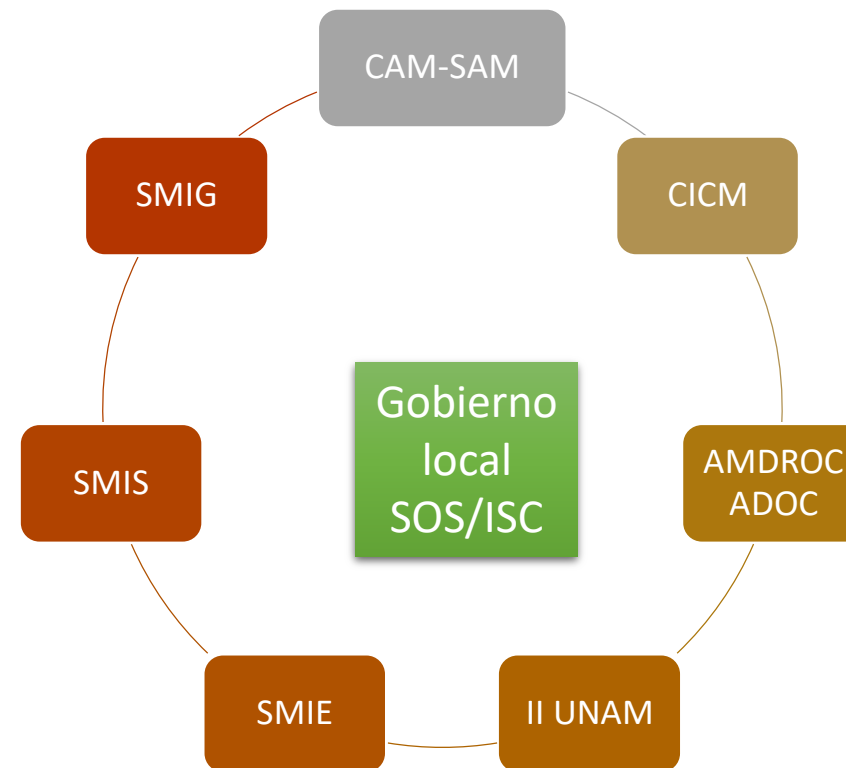 CAM-SAM
SMIG
CICM
Gobierno
local
SOS/ISC
SMIS
AMDROC
ADOC
SMIE
II UNAM